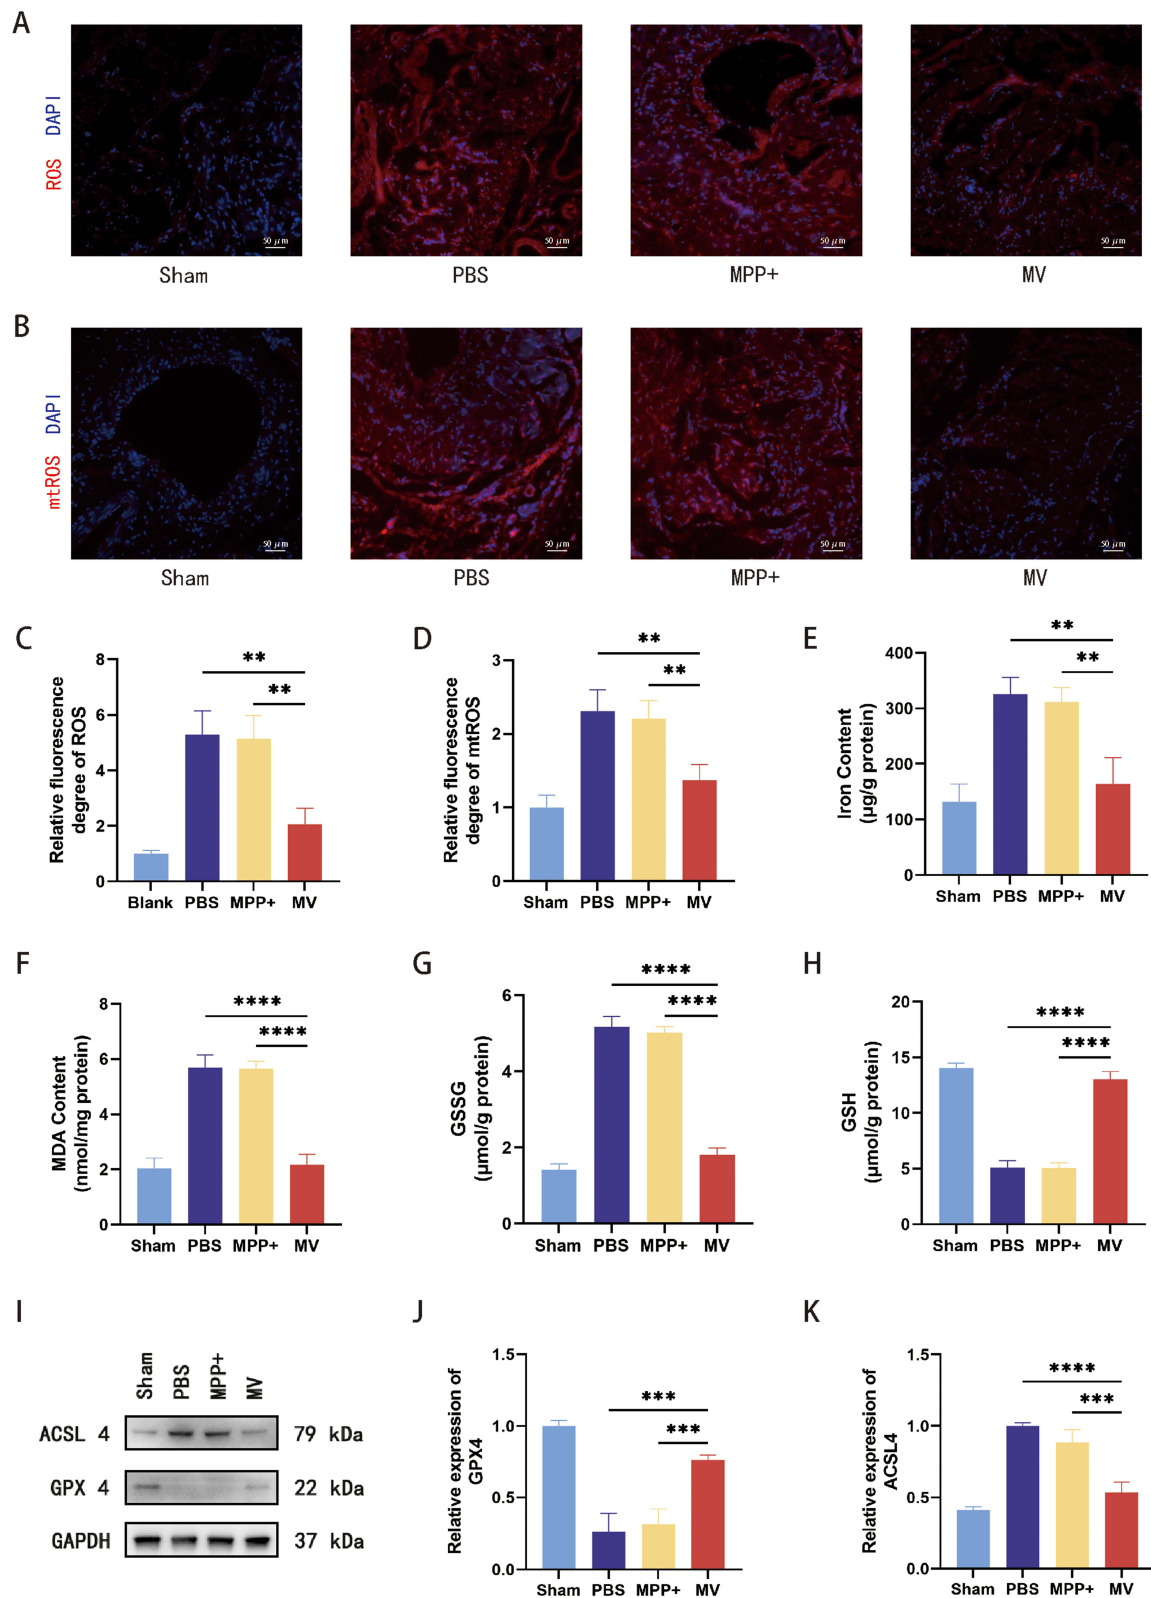 A
ROS DAPI
50 μm
50 μm
50 μm
50 μm
Sham
PBS
MPP+
MV
B
mtROS DAPI
50 μm
50 μm
50 μm
50 μm
Sham
PBS
MPP+
MV
C
Relative fluorescence
degree of ROS
8
6
4
2
0
**
**
Blank
PBS
MPP+
MV
D
Relative fluorescence
degree of mtROS
3
2
1
0
**
**
Sham
PBS
MPP+
MV
E
Iron Content
(μg/g protein)
400
300
200
100
0
**
**
Sham
PBS
MPP+
MV
F
MDA Content
(nmol/mg protein)
8
6
4
2
0
****
****
Sham
PBS
MPP+
MV
G
GSSG
(μmol/g protein)
6
4
2
0
****
****
Sham
PBS
MPP+
MV
H
GSH
(μmol/g protein)
20
15
10
5
0
****
****
Sham
PBS
MPP+
MV
I
Sham
PBS
MPP+
MV
ACSL 4
79 kDa
GPX 4
22 kDa
GAPDH
37 kDa
J
Relative expression of
GPX4
1.5
1.0
0.5
0.0
***
***
Sham
PBS
MPP+
MV
K
Relative expression of
ACSL4
1.5
1.0
0.5
0.0
****
***
Sham
PBS
MPP+
MV